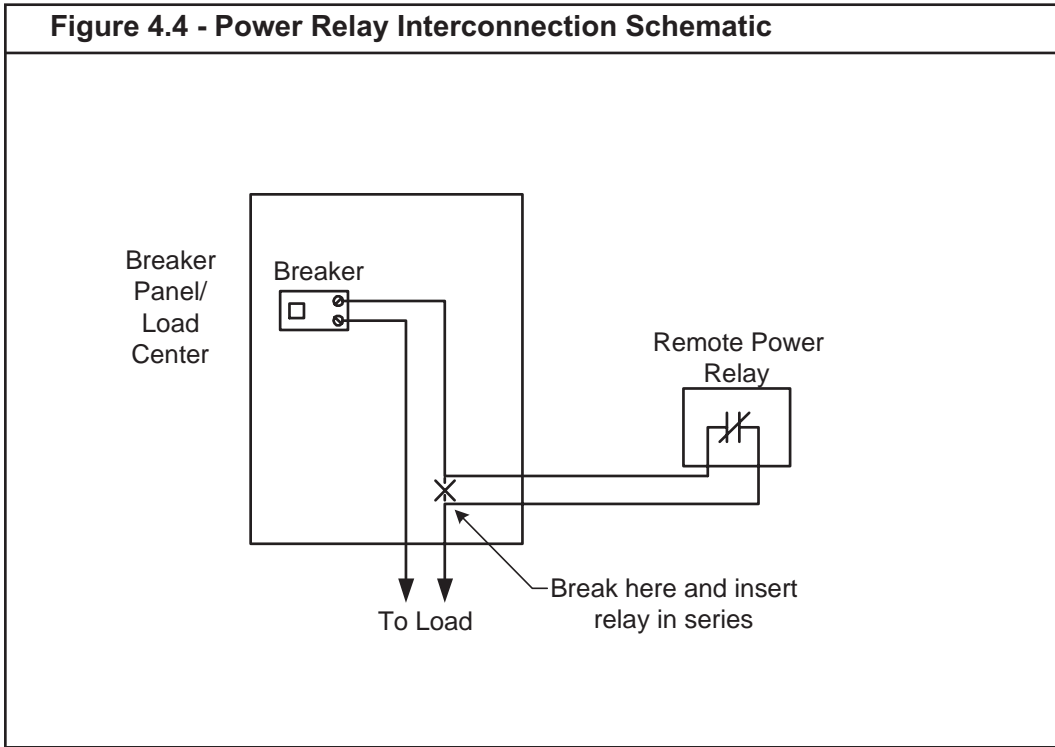 Figure 4.4 - Power Relay Interconnection Schematic
Breaker
Panel/
Load
Center
Breaker
Remote Power
Relay
Break here and insert
relay in series
To Load